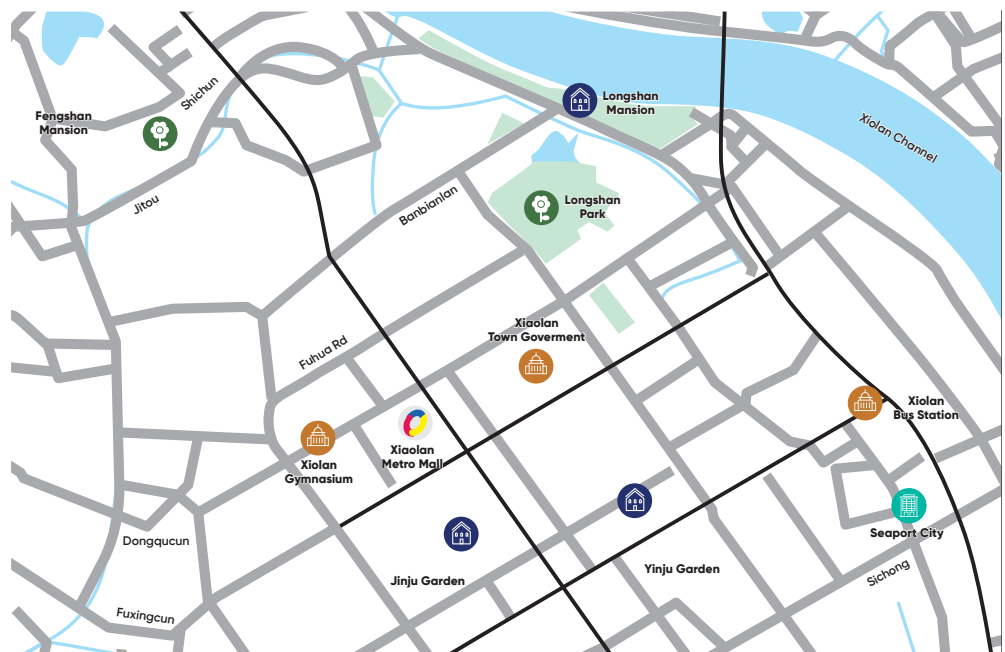 Shichun
Fengshan
Mansion
Longshan
Mansion
Xiolan Channel
Jitou
Banbianlan
Longshan
Park
Xiaolan
Town Goverment
Fuhua Rd
Xiolan
Bus Station
Xiaolan
Metro Mall
Xiolan
Gymnasium
Seaport City
Dongqucun
Jinju Garden
Yinju Garden
Sichong
Fuxingcun